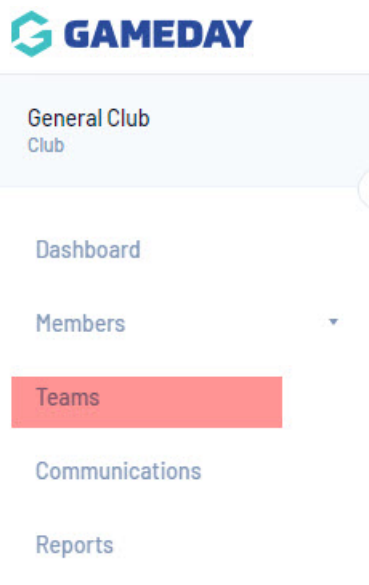 GAMEDAY
General Club
Club
Dashboard
Members
Teams
Communications
Reports